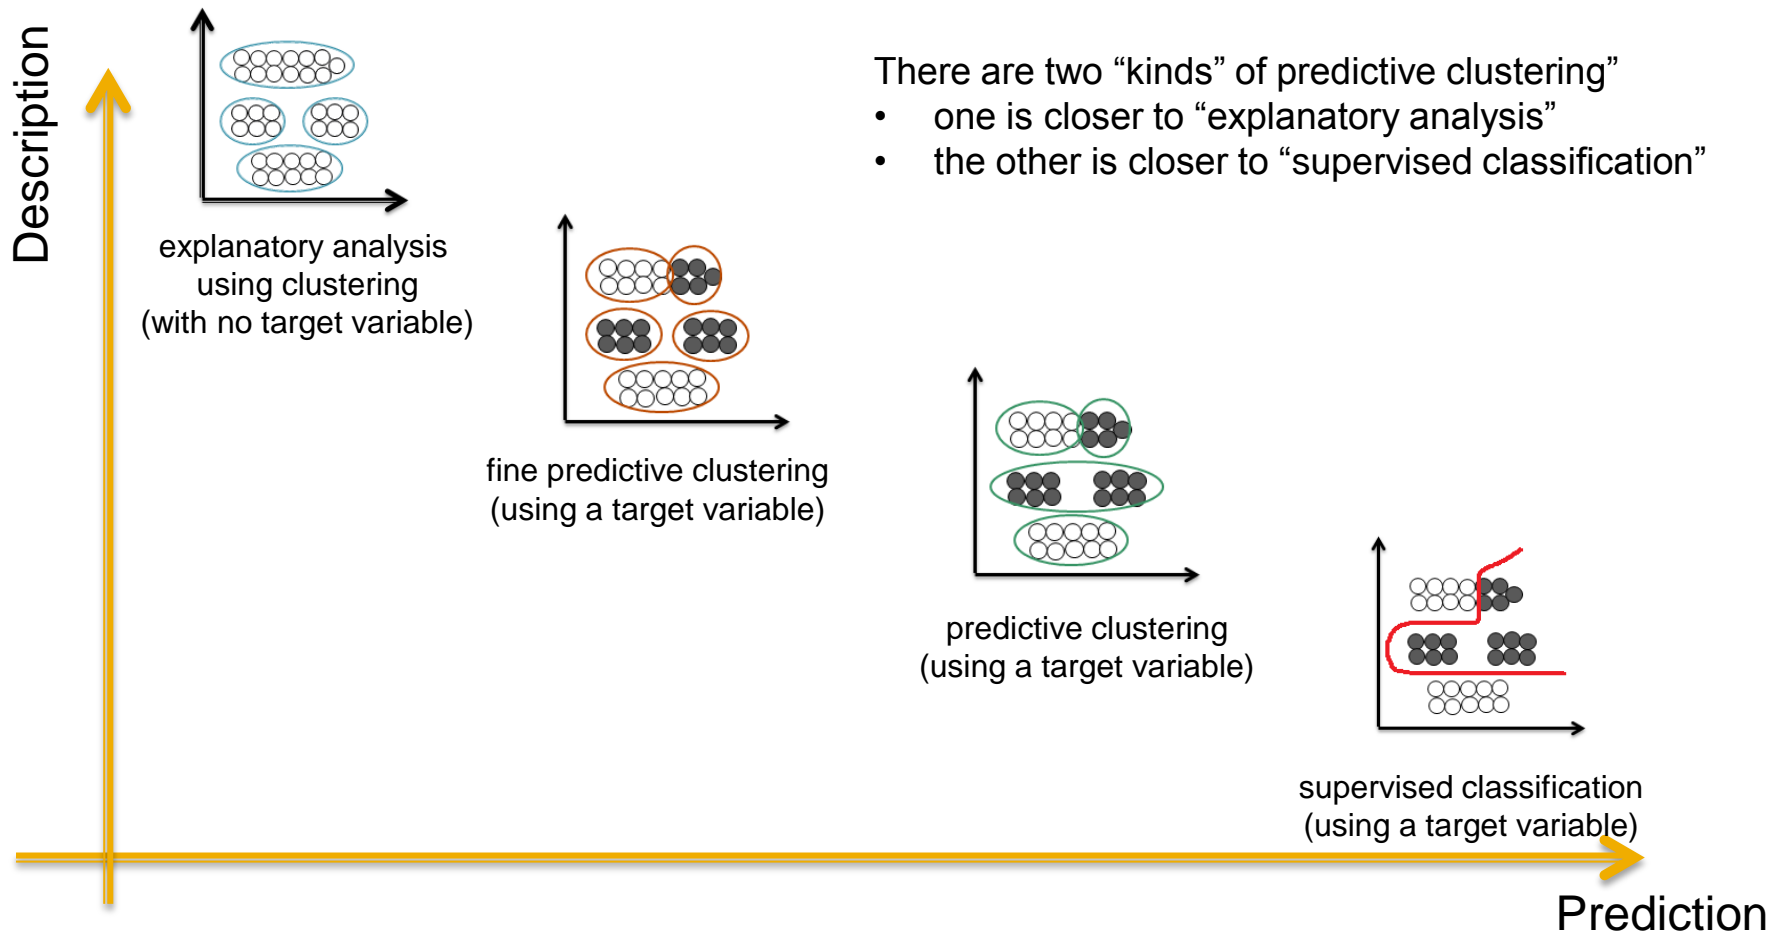 Description
There are two “kinds” of predictive clustering”
• one is closer to “explanatory analysis”
• the other is closer to “supervised classification”
explanatory analysis
using clustering
(with no target variable)
fine predictive clustering
(using a target variable)
predictive clustering
(using a target variable)
supervised classification
(using a target variable)
Prediction